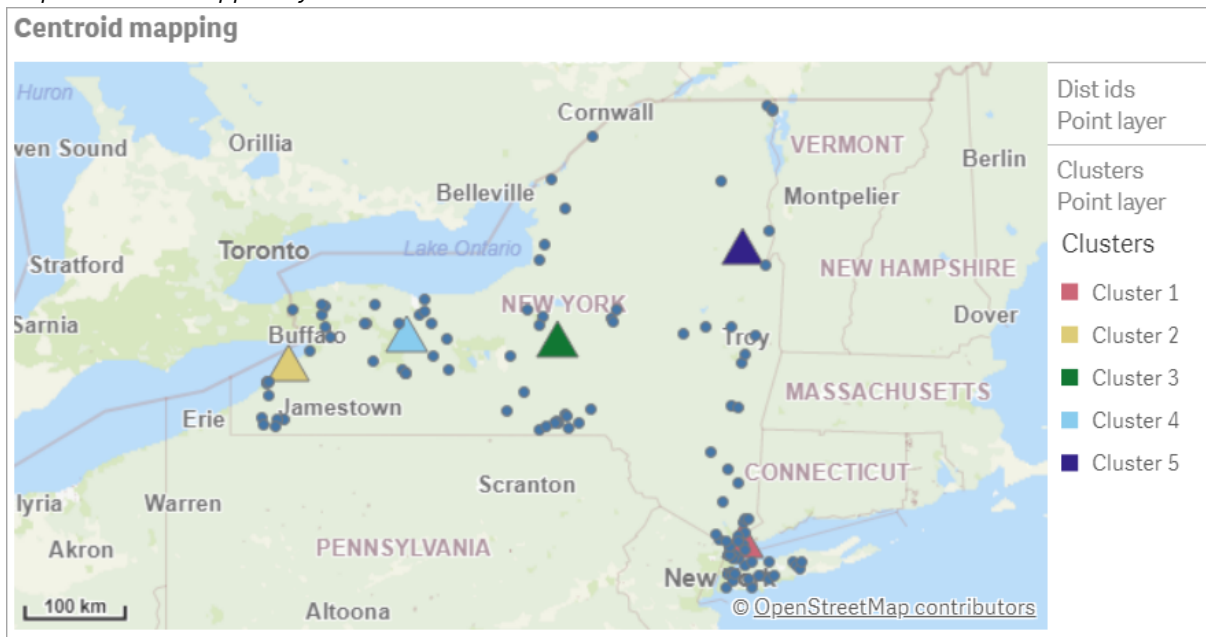 Centroid mapping
Huron
Cornwall
Dist ids
Point layer
ven Sound
Orillia
VERMONT
Berlin
Clusters
Point layer
Belleville
Montpelier
Toronto
Lake Ontario
Clusters
Stratford
NEW HAMPSHIRE
Cluster 1
NEW YORK
Sarnia
Dover
Buffalo
Troy
Cluster 2
Cluster 3
MASSACHUSETTS
Jamestown
Erie
Cluster 4
Cluster 5
CONNECTICUT
Scranton
lyria
Warren
PENNSYLVANIA
Akron
New York
100 km
Altoona
© OpenStreetMap contributors